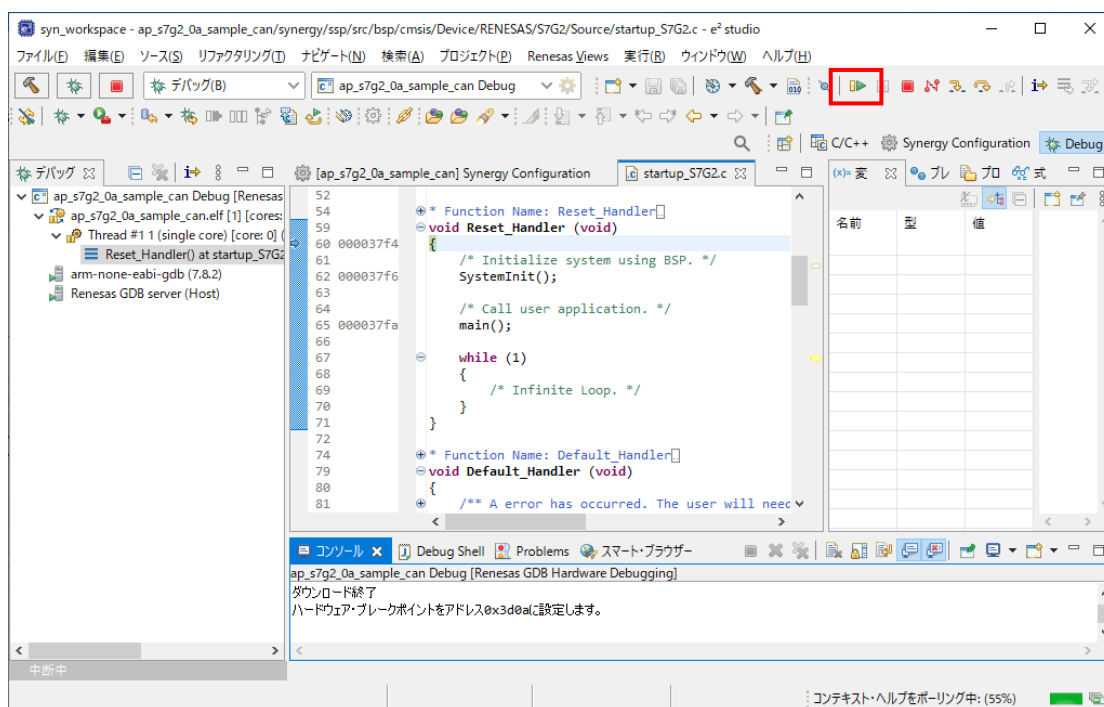 syn_workspace - ap_s7g2_0a_sample_can/synergy/ssp/src/bsp/cmsis/Device/RENESAS/S7G2/Source/startup_S7G2.c - e² studio
ファイル(F) 編集(E) ソース(S) リファクタリング(T) ナビゲート(N) 検索(A) プロジェクト(P) Renesas Views 実行(R) ウィンドウ(W) ヘルプ(H)
デバッグ(B) ap_s7g2_0a_sample_can Debug
C/C++ Synergy Configuration Debug
デバッグ [ap_s7g2_0a_sample_can] Synergy Configuration startup_S7G2.c (x)= 変 ブレ プロ 式
ap_s7g2_0a_sample_can Debug [Renesas
ap_s7g2_0a_sample_can.elf [1] [cores:
Thread #1 1 (single core) [core: 0] (
Reset_Handler() at startup_S7G2
arm-none-eabi-gdb (7.8.2)
Renesas GDB server (Host)
52
54 * Function Name: Reset_Handler
59 void Reset_Handler (void)
60 000037f4 {
61 /* Initialize system using BSP. */
62 000037f6 SystemInit();
63
64 /* Call user application. */
65 000037fa main();
66
67 while (1)
68 {
69 /* Infinite Loop. */
70 }
71 }
72
74 * Function Name: Default_Handler
79 void Default_Handler (void)
80 {
81 /** A error has occurred. The user will need
名前 型 値
コンソール Debug Shell Problems スマート・ブラウザー
ap_s7g2_0a_sample_can Debug [Renesas GDB Hardware Debugging]
ダウンロード終了
ハードウェア・ブレークポイントをアドレス0x3d0aに設定します。
中断中
コンテキスト・ヘルプをポーリング中: (55%)